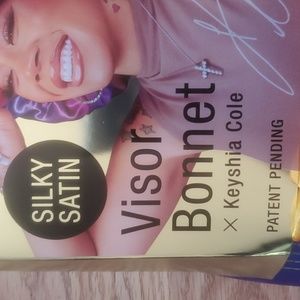 SILKY
SATIN
Visor
Bonnet
× Keyshia Cole
PATENT PENDING